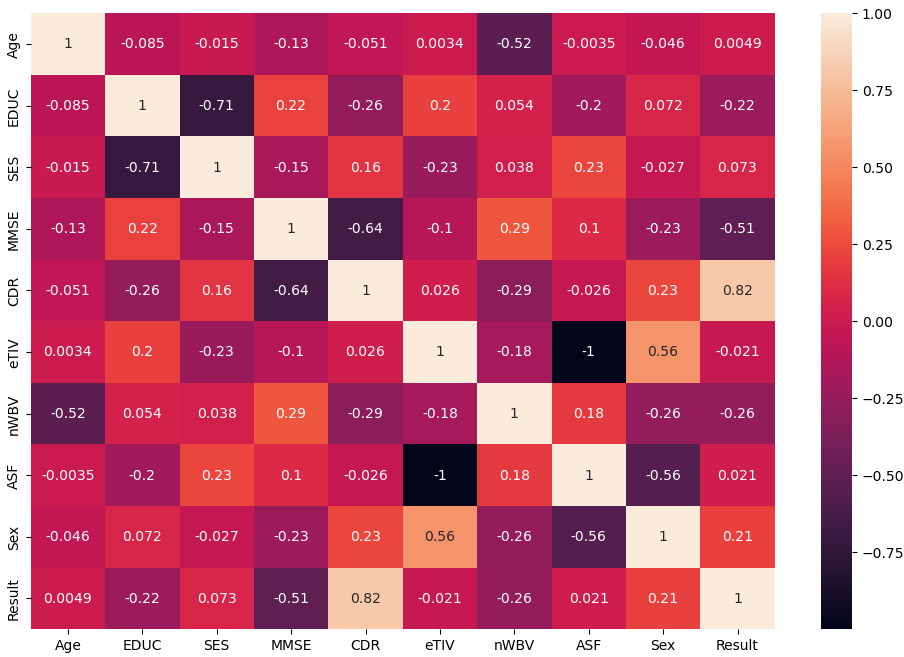 Age 1 -0.085 -0.015 -0.13 -0.051 0.0034 -0.52 -0.0035 -0.046 0.0049
EDUC -0.085 1 -0.71 0.22 -0.26 0.2 0.054 -0.2 0.072 -0.22
SES -0.015 -0.71 1 -0.15 0.16 -0.23 0.038 0.23 -0.027 0.073
MMSE -0.13 0.22 -0.15 1 -0.64 -0.1 0.29 0.1 -0.23 -0.51
CDR -0.051 -0.26 0.16 -0.64 1 0.026 -0.29 -0.026 0.23 0.82
eTIV 0.0034 0.2 -0.23 -0.1 0.026 1 -0.18 -1 0.56 -0.021
nWBV -0.52 0.054 0.038 0.29 -0.29 -0.18 1 0.18 -0.26 -0.26
ASF -0.0035 -0.2 0.23 0.1 -0.026 -1 0.18 1 -0.56 0.021
Sex -0.046 0.072 -0.027 -0.23 0.23 0.56 -0.26 -0.56 1 0.21
Result 0.0049 -0.22 0.073 -0.51 0.82 -0.021 -0.26 0.021 0.21 1
Age EDUC SES MMSE CDR eTIV nWBV ASF Sex Result
1.00
0.75
0.50
0.25
0.00
−0.25
−0.50
−0.75